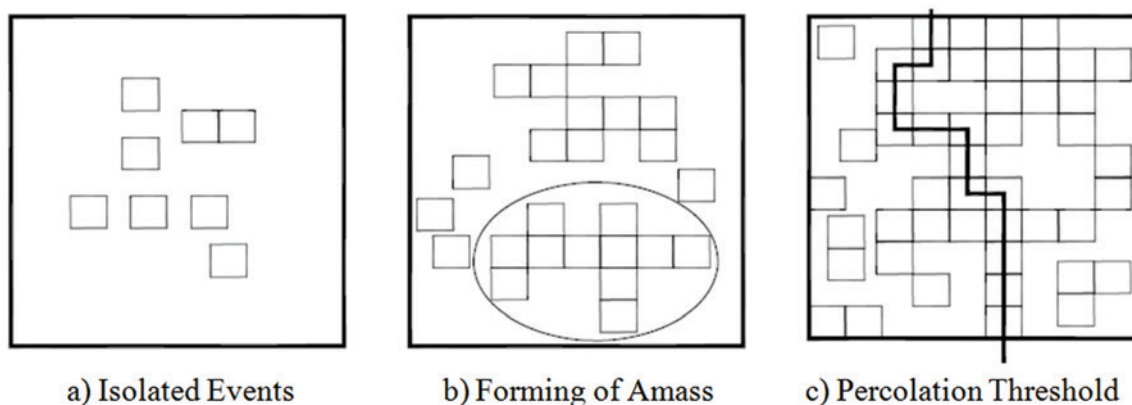 a) Isolated Events
b) Forming of Amass
c) Percolation Threshold